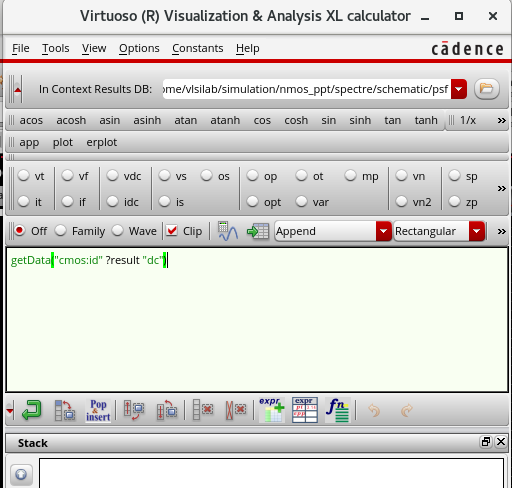 Virtuoso (R) Visualization & Analysis XL calculator
File Tools View Options Constants Help cādence
In Context Results DB: ome/vlsilab/simulation/nmos_ppt/spectre/schematic/psf
acos acosh asin asinh atan atanh cos cosh sin sinh tan tanh 1/x »
app plot erplot
vt vf vdc vs os op ot mp vn sp »
it if idc is opt var vn2 zp
Off Family Wave Clip Append Rectangular »
getData("cmos:id" ?result "dc")
Pop & insert expr expr fn
Stack